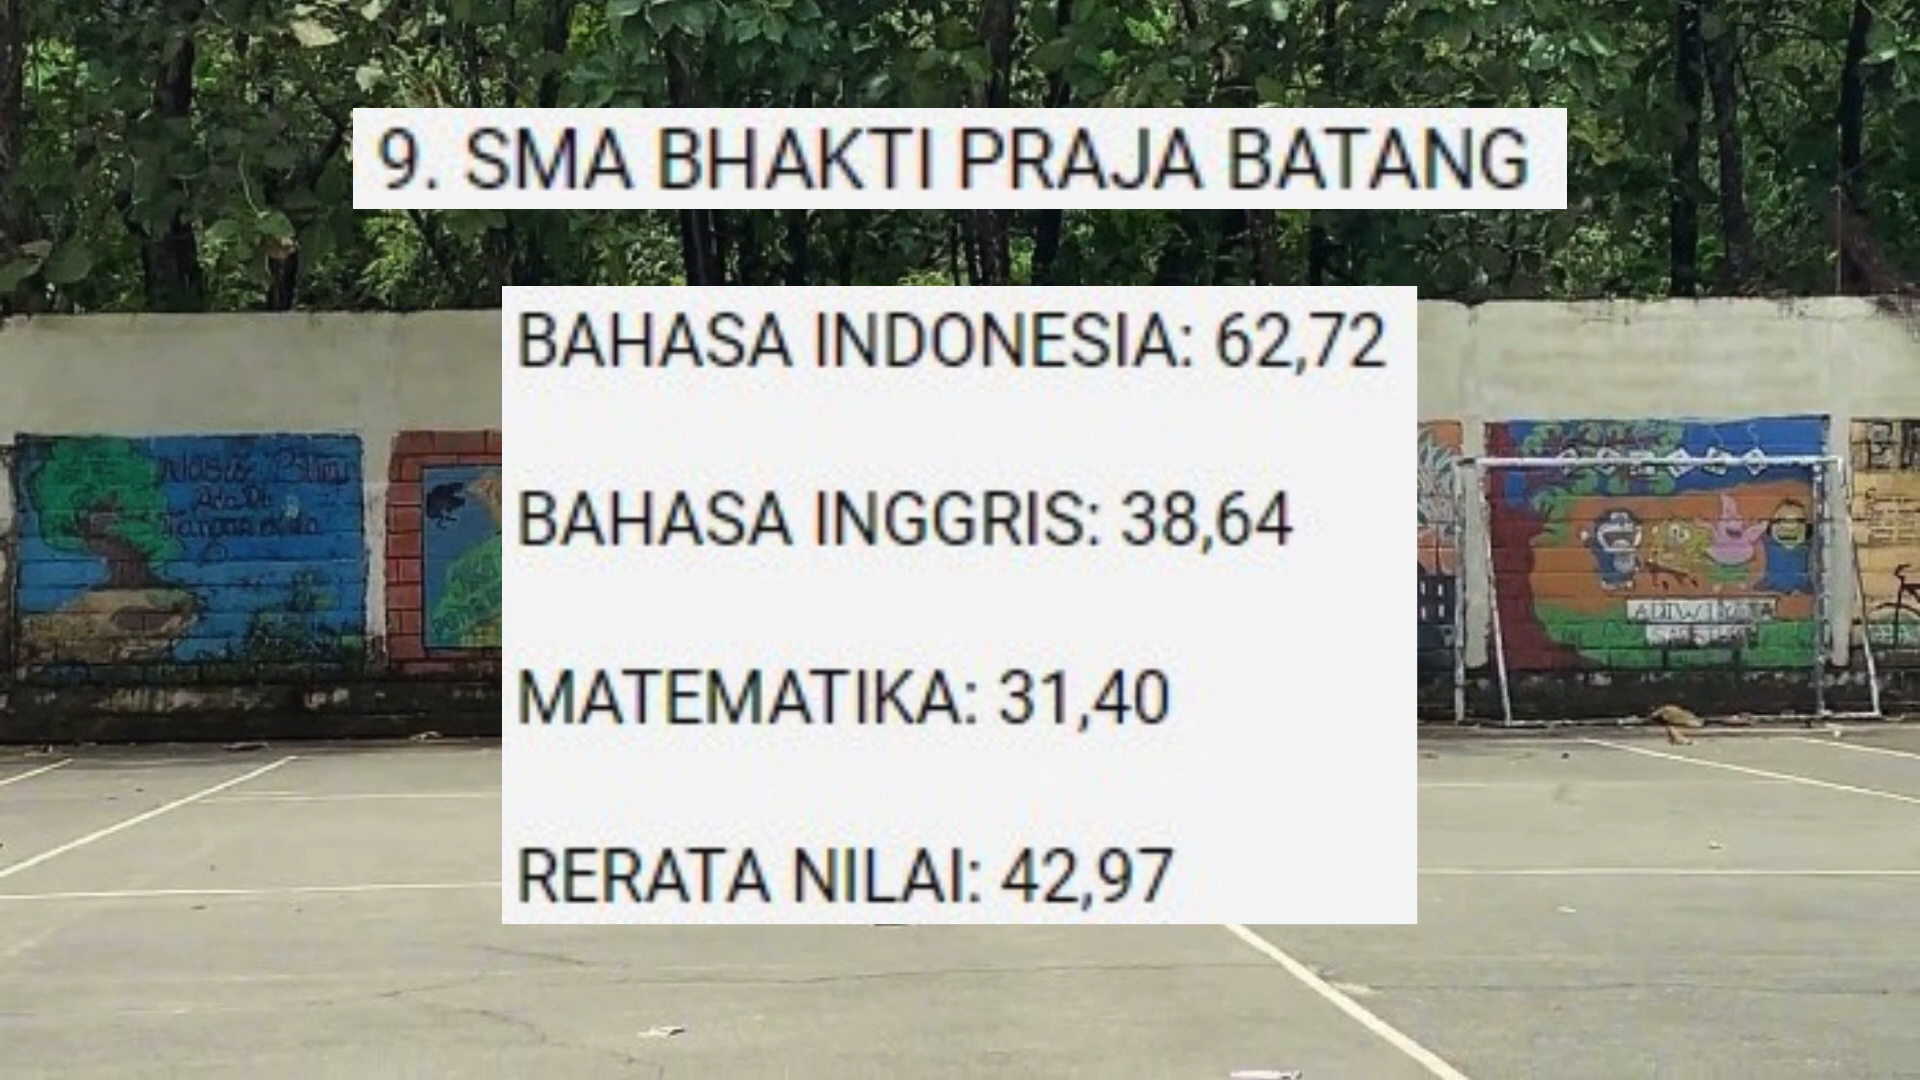 9. SMA BHAKTI PRAJA BATANG
BAHASA INDONESIA: 62,72
BAHASA INGGRIS: 38,64
MATEMATIKA: 31,40
RERATA NILAI: 42,97